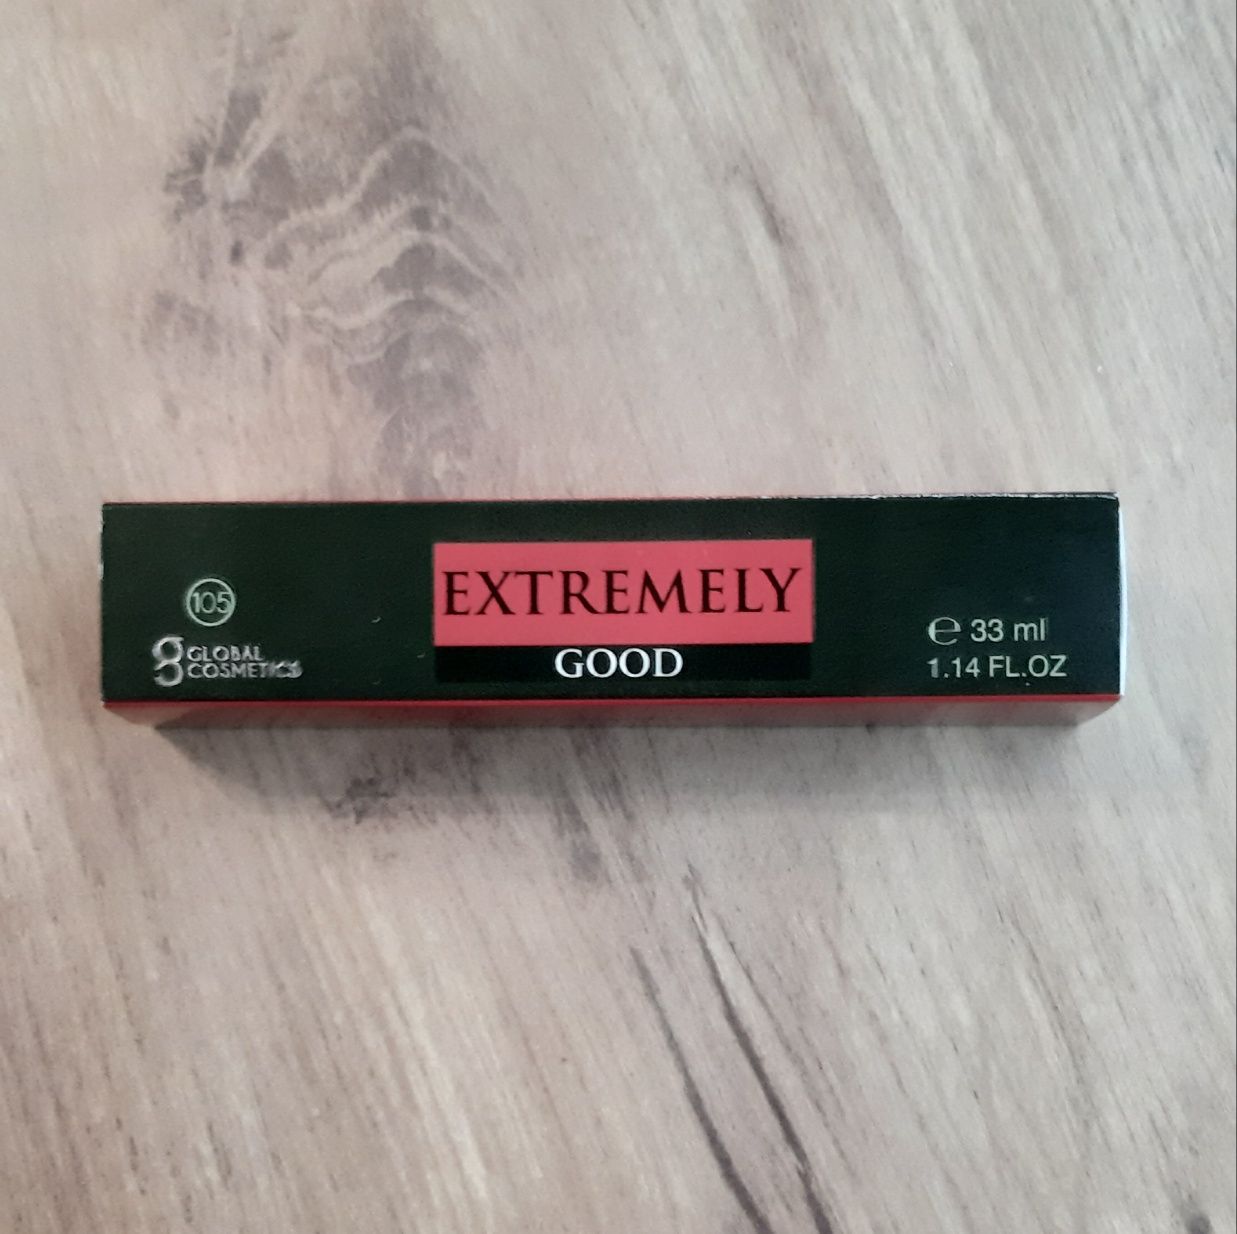 105
GLOBAL
COSMETICS
EXTREMELY
GOOD
℮ 33 ml
1.14 FL.OZ